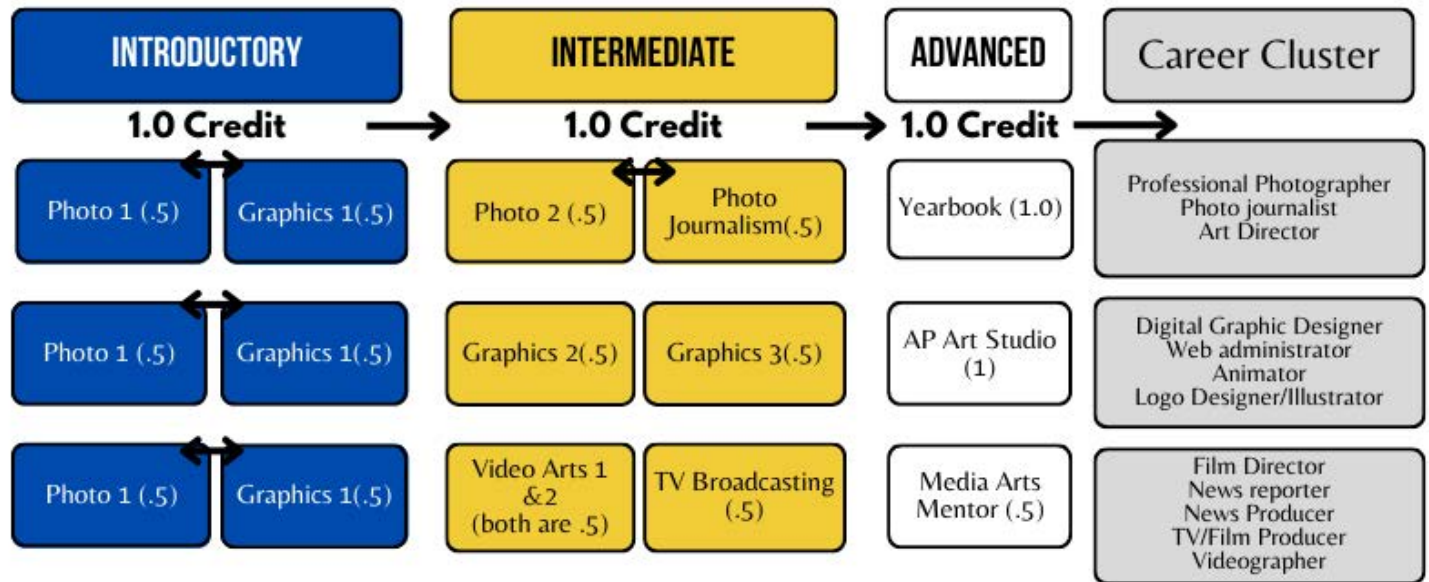 INTRODUCTORY
INTERMEDIATE
ADVANCED
Career Cluster
1.0 Credit
1.0 Credit
1.0 Credit
Photo 1 (.5)
Graphics 1(.5)
Photo 2 (.5)
Photo
Journalism(.5)
Yearbook (1.0)
Professional Photographer
Photo journalist
Art Director
Photo 1 (.5)
Graphics 1(.5)
Graphics 2(.5)
Graphics 3(.5)
AP Art Studio
(1)
Digital Graphic Designer
Web administrator
Animator
Logo Designer/Illustrator
Photo 1 (.5)
Graphics 1(.5)
Video Arts 1
&2
(both are .5)
TV Broadcasting
(.5)
Media Arts
Mentor (.5)
Film Director
News reporter
News Producer
TV/Film Producer
Videographer